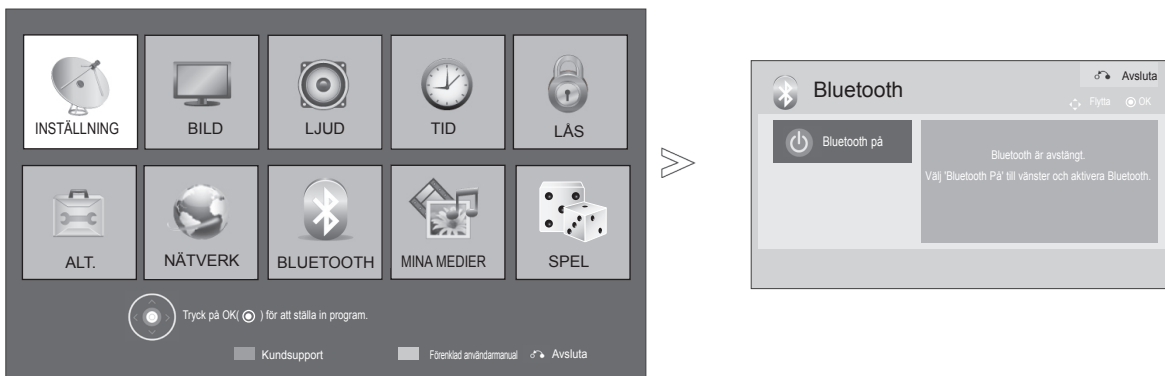 INSTÄLLNING BILD LJUD TID LÅS
ALT. NÄTVERK BLUETOOTH MINA MEDIER SPEL
Tryck på OK( ) för att ställa in program.
Kundsupport Förenklad användarmanual Avsluta
Bluetooth
Avsluta
Flytta OK
Bluetooth på
Bluetooth är avstängt.
Välj 'Bluetooth På' till vänster och aktivera Bluetooth.